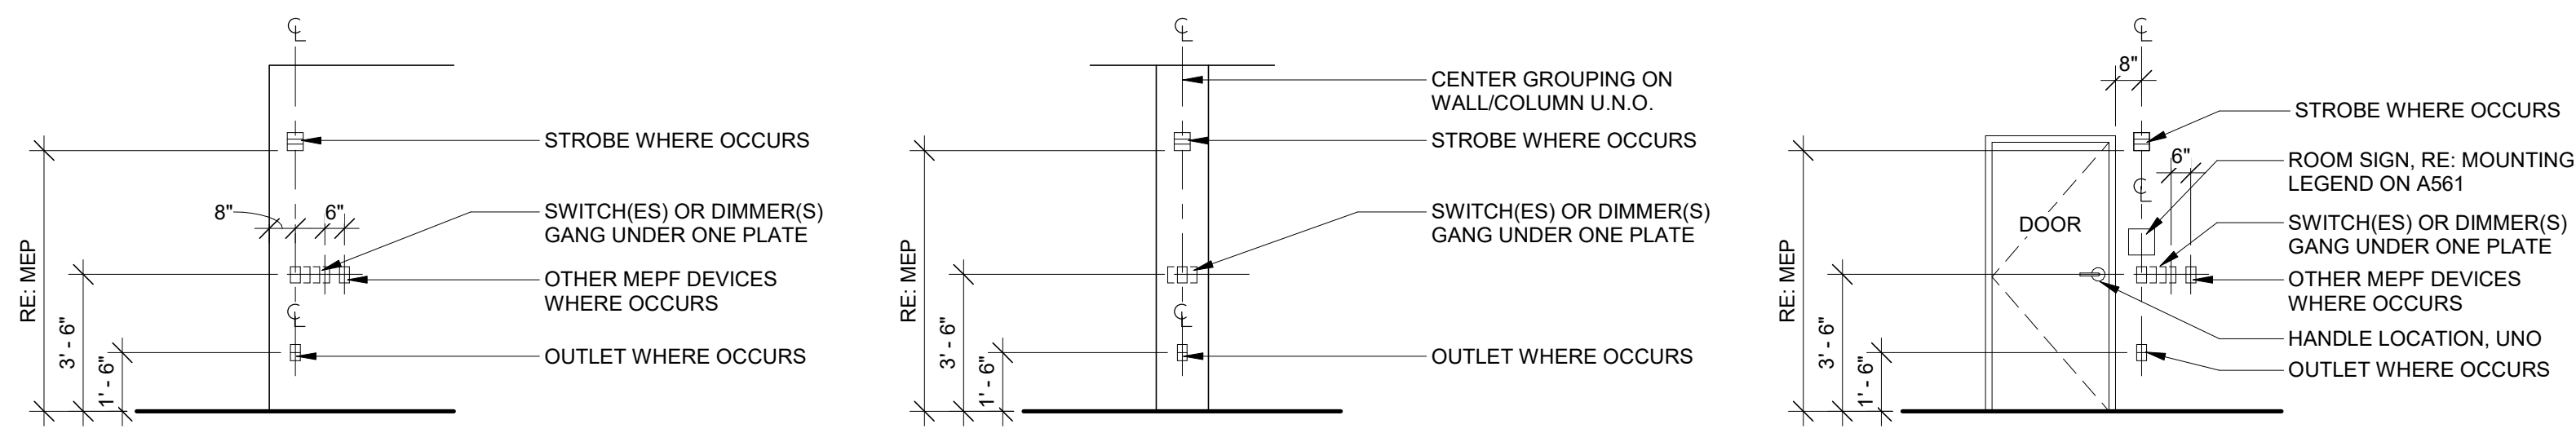 ℄
STROBE WHERE OCCURS
8"
6"
SWITCH(ES) OR DIMMER(S)
GANG UNDER ONE PLATE
OTHER MEPF DEVICES
WHERE OCCURS
℄
OUTLET WHERE OCCURS
RE: MEP
3' - 6"
1' - 6"
℄
CENTER GROUPING ON
WALL/COLUMN U.N.O.
STROBE WHERE OCCURS
SWITCH(ES) OR DIMMER(S)
GANG UNDER ONE PLATE
℄
OUTLET WHERE OCCURS
RE: MEP
3' - 6"
1' - 6"
℄
8"
STROBE WHERE OCCURS
6"
ROOM SIGN, RE: MOUNTING
LEGEND ON A561
℄
DOOR
SWITCH(ES) OR DIMMER(S)
GANG UNDER ONE PLATE
OTHER MEPF DEVICES
WHERE OCCURS
HANDLE LOCATION, UNO
OUTLET WHERE OCCURS
RE: MEP
3' - 6"
1' - 6"